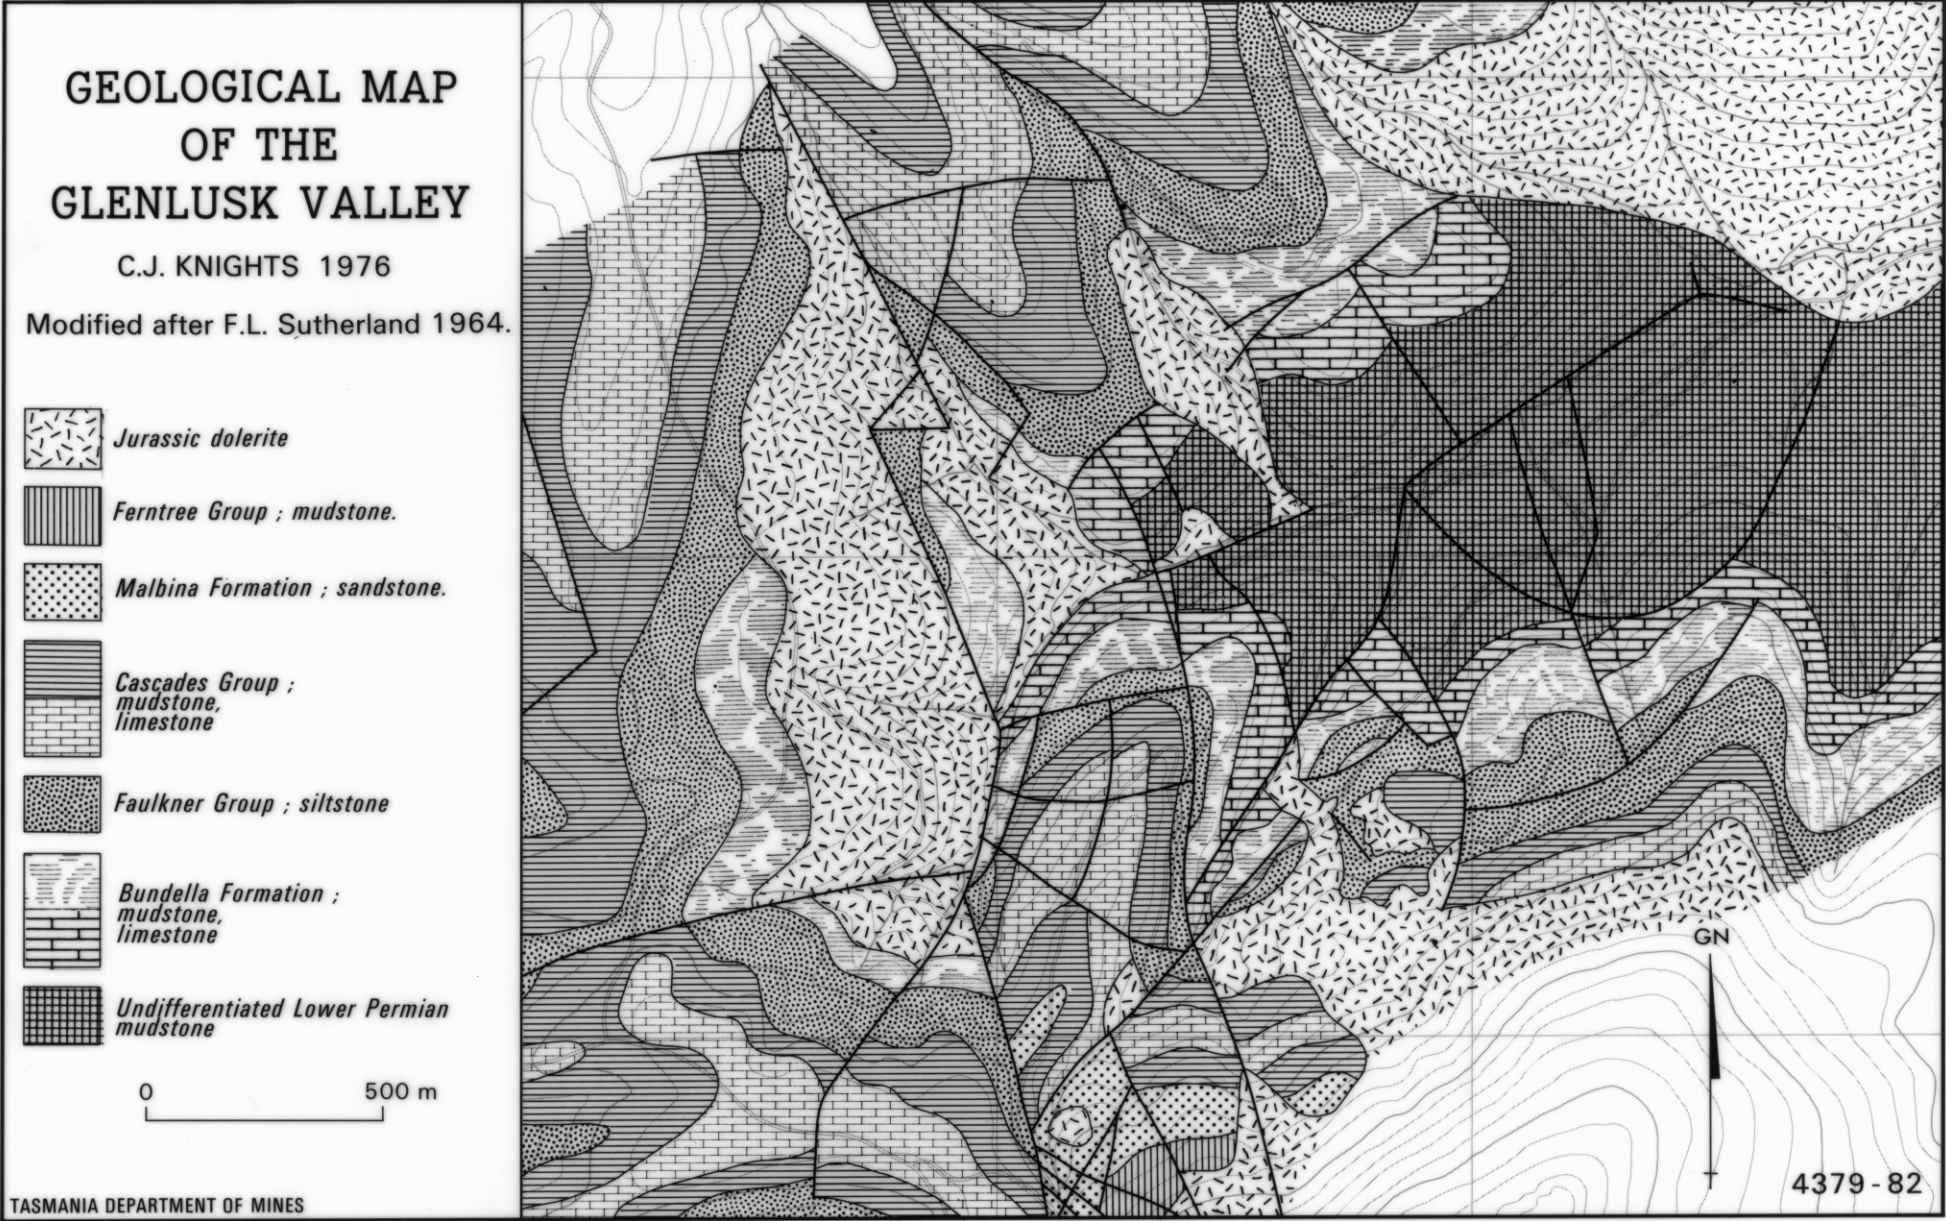 GEOLOGICAL MAP
OF THE
GLENLUSK VALLEY
C.J. KNIGHTS 1976
Modified after F.L. Sutherland 1964.
Jurassic dolerite
Ferntree Group ; mudstone.
Malbina Formation ; sandstone.
Cascades Group ;
mudstone,
limestone
Faulkner Group ; siltstone
Bundella Formation ;
mudstone,
limestone
Undifferentiated Lower Permian
mudstone
0 500 m
TASMANIA DEPARTMENT OF MINES
GN
4379-82